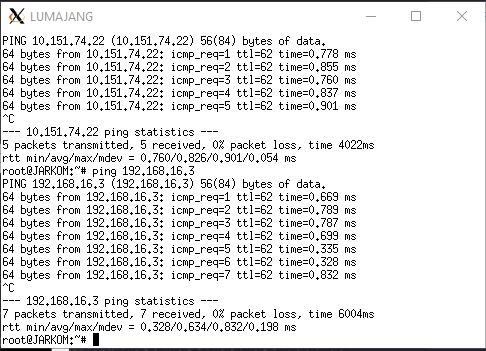 LUMAJANG
PING 10.151.74.22 (10.151.74.22) 56(84) bytes of data.
64 bytes from 10.151.74.22: icmp_req=1 ttl=62 time=0.778 ms
64 bytes from 10.151.74.22: icmp_req=2 ttl=62 time=0.855 ms
64 bytes from 10.151.74.22: icmp_req=3 ttl=62 time=0.760 ms
64 bytes from 10.151.74.22: icmp_req=4 ttl=62 time=0.837 ms
64 bytes from 10.151.74.22: icmp_req=5 ttl=62 time=0.901 ms
^C
--- 10.151.74.22 ping statistics ---
5 packets transmitted, 5 received, 0% packet loss, time 4022ms
rtt min/avg/max/mdev = 0.760/0.826/0.901/0.054 ms
root@JARKOM:~# ping 192.168.16.3
PING 192.168.16.3 (192.168.16.3) 56(84) bytes of data.
64 bytes from 192.168.16.3: icmp_req=1 ttl=62 time=0.669 ms
64 bytes from 192.168.16.3: icmp_req=2 ttl=62 time=0.789 ms
64 bytes from 192.168.16.3: icmp_req=3 ttl=62 time=0.787 ms
64 bytes from 192.168.16.3: icmp_req=4 ttl=62 time=0.699 ms
64 bytes from 192.168.16.3: icmp_req=5 ttl=62 time=0.335 ms
64 bytes from 192.168.16.3: icmp_req=6 ttl=62 time=0.328 ms
64 bytes from 192.168.16.3: icmp_req=7 ttl=62 time=0.832 ms
^C
--- 192.168.16.3 ping statistics ---
7 packets transmitted, 7 received, 0% packet loss, time 6004ms
rtt min/avg/max/mdev = 0.328/0.634/0.832/0.198 ms
root@JARKOM:~#